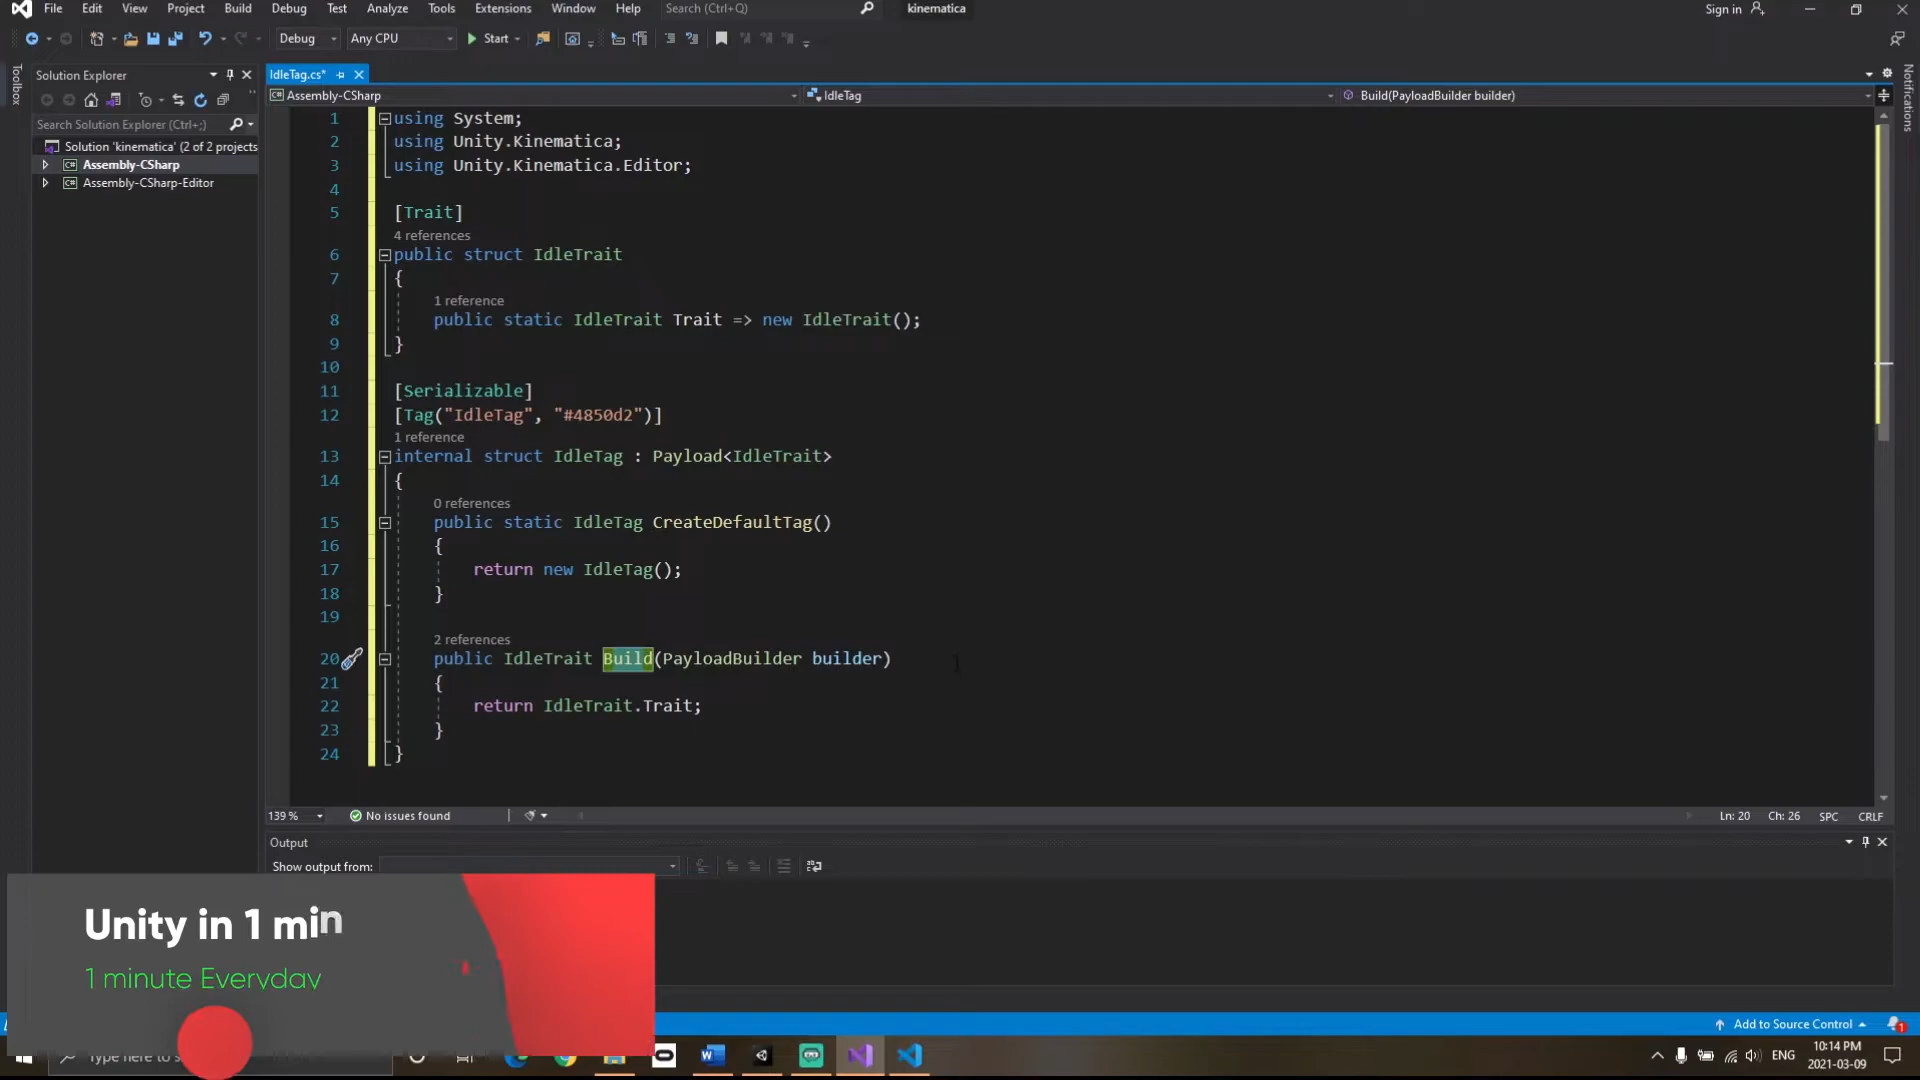 File Edit View Project Build Debug Test Analyze Tools Extensions Window Help Search (Ctrl+Q) kinematica Sign in
Debug Any CPU Start
Toolbox
Solution Explorer
Search Solution Explorer (Ctrl+;)
Solution 'kinematica' (2 of 2 projects
Assembly-CSharp
Assembly-CSharp-Editor
IdleTag.cs*
Assembly-CSharp IdleTag Build(PayloadBuilder builder)
Notifications
1 using System;
2 using Unity.Kinematica;
3 using Unity.Kinematica.Editor;
4
5 [Trait]
4 references
6 public struct IdleTrait
7 {
1 reference
8 public static IdleTrait Trait => new IdleTrait();
9 }
10
11 [Serializable]
12 [Tag("IdleTag", "#4850d2")]
1 reference
13 internal struct IdleTag : Payload<IdleTrait>
14 {
0 references
15 public static IdleTag CreateDefaultTag()
16 {
17 return new IdleTag();
18 }
19
2 references
20 public IdleTrait Build(PayloadBuilder builder)
21 {
22 return IdleTrait.Trait;
23 }
24 }
139 % No issues found Ln: 20 Ch: 26 SPC CRLF
Output
Show output from:
Unity in 1 min
1 minute Everyday
Add to Source Control 1
Type here to
ENG
10:14 PM
2021-03-09